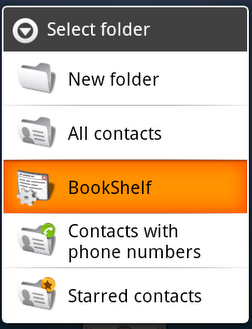 Select folder
New folder
All contacts
BookShelf
Contacts with
phone numbers
Starred contacts